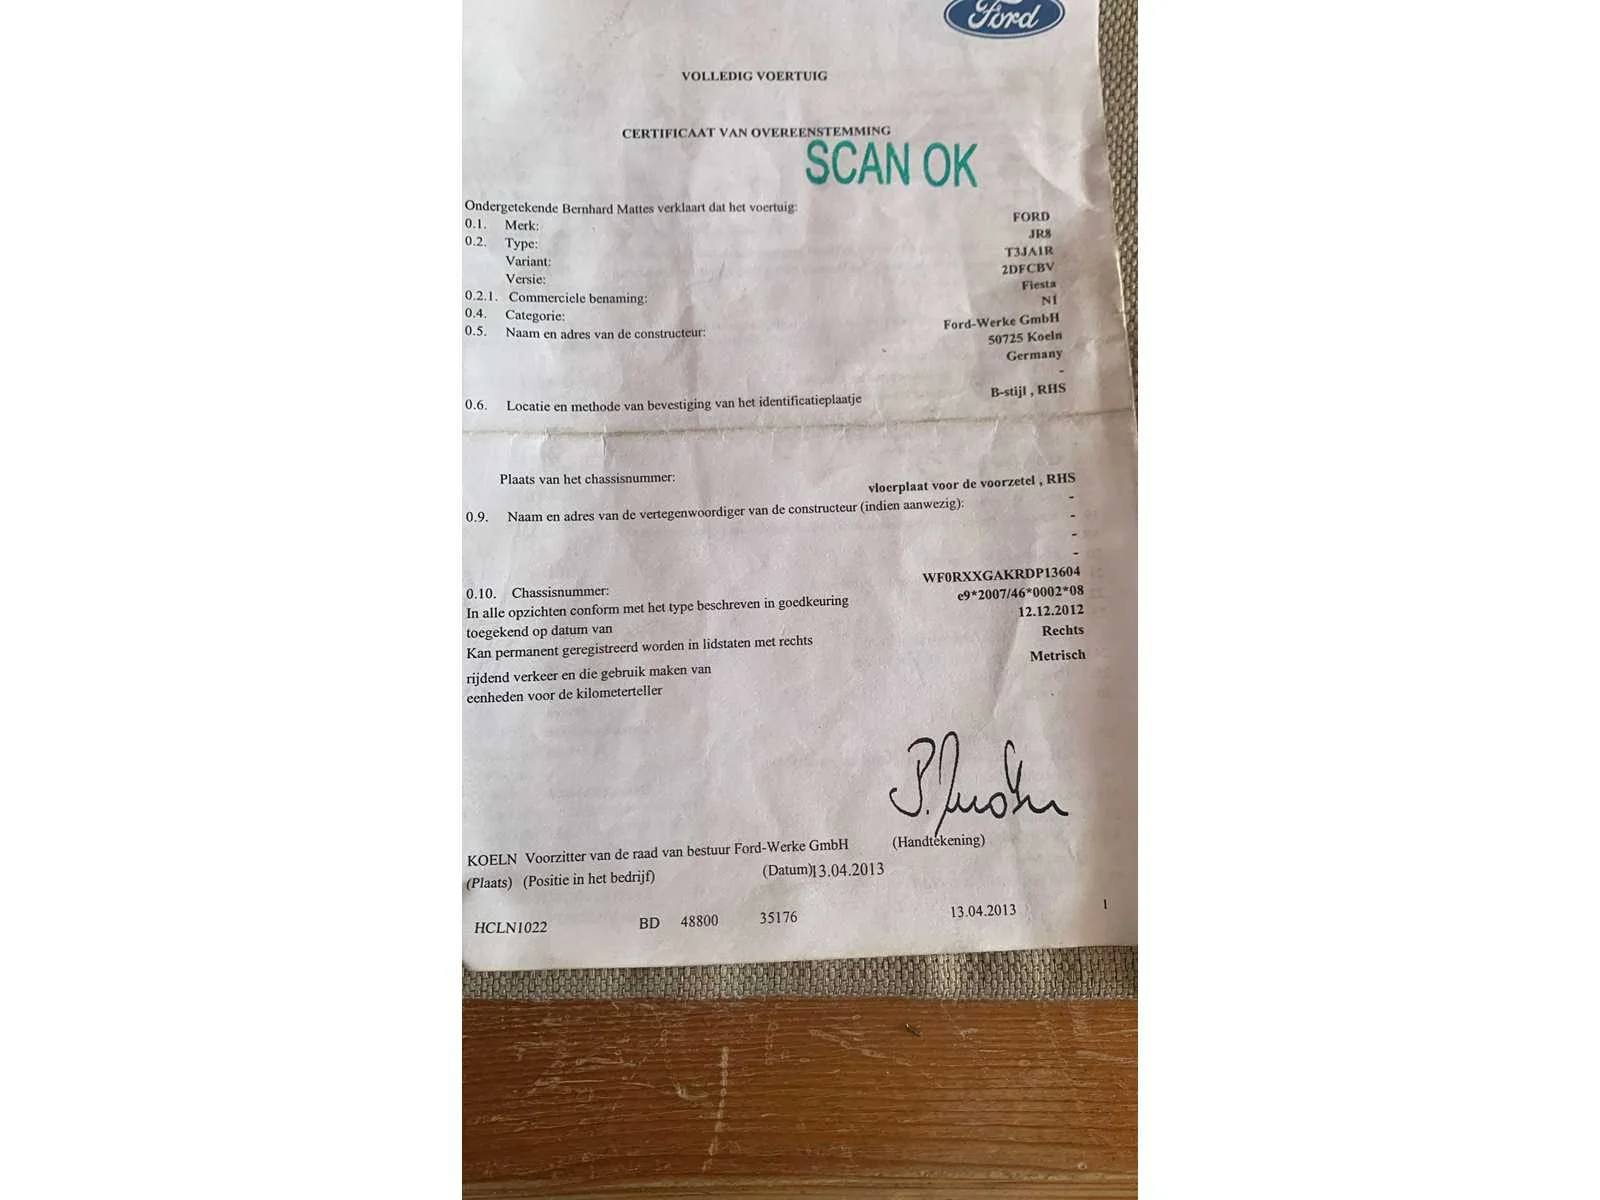 Ford
VOLLEDIG VOERTUIG
CERTIFICAAT VAN OVEREENSTEMMING
SCAN OK
Ondergetekende Bernhard Mattes verklaart dat het voertuig:
0.1. Merk: FORD
0.2. Type: JR8
Variant: T3JA1R
Versie: 2DFCBV
0.2.1. Commerciele benaming: Fiesta
0.4. Categorie: N1
0.5. Naam en adres van de constructeur: Ford-Werke GmbH
50725 Koeln
Germany
-
0.6. Locatie en methode van bevestiging van het identificatieplaatje B-stijl , RHS
Plaats van het chassisnummer: vloerplaat voor de voorzetel , RHS
0.9. Naam en adres van de vertegenwoordiger van de constructeur (indien aanwezig): -
-
-
-
0.10. Chassisnummer: WF0RXXGAKRDP13604
In alle opzichten conform met het type beschreven in goedkeuring e9*2007/46*0002*08
toegekend op datum van 12.12.2012
Kan permanent geregistreerd worden in lidstaten met rechts Rechts
rijdend verkeer en die gebruik maken van Metrisch
eenheden voor de kilometerteller
KOELN Voorzitter van de raad van bestuur Ford-Werke GmbH (Handtekening)
(Plaats) (Positie in het bedrijf) (Datum)13.04.2013
HCLN1022 BD 48800 35176 13.04.2013 1